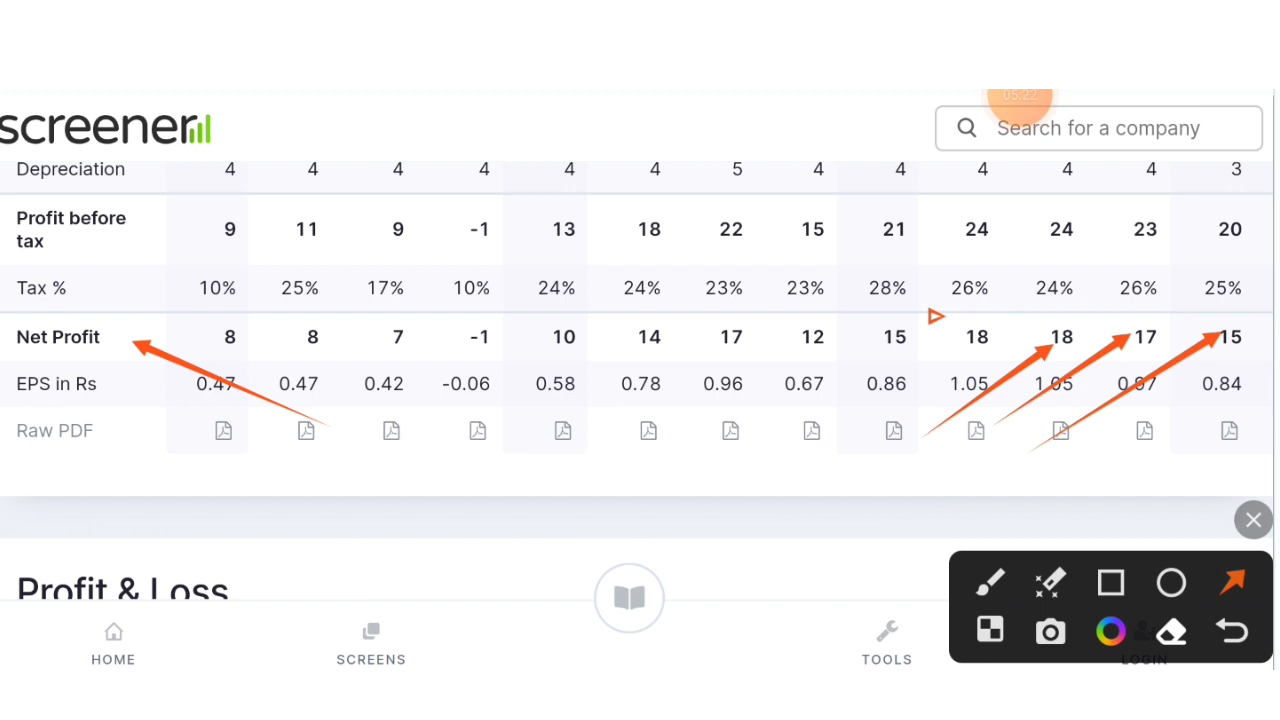 05:22
screener
Search for a company
Depreciation 4 4 4 4 4 4 5 4 4 4 4 4 3
Profit before
tax 9 11 9 -1 13 18 22 15 21 24 24 23 20
Tax % 10% 25% 17% 10% 24% 24% 23% 23% 28% 26% 24% 26% 25%
Net Profit 8 8 7 -1 10 14 17 12 15 18 18 17 15
EPS in Rs 0.47 0.47 0.42 -0.06 0.58 0.78 0.96 0.67 0.86 1.05 1.05 0.97 0.84
Raw PDF
Profit & Loss
HOME SCREENS TOOLS LOGIN